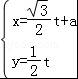 x=√3/2 t+a
y=1/2 t